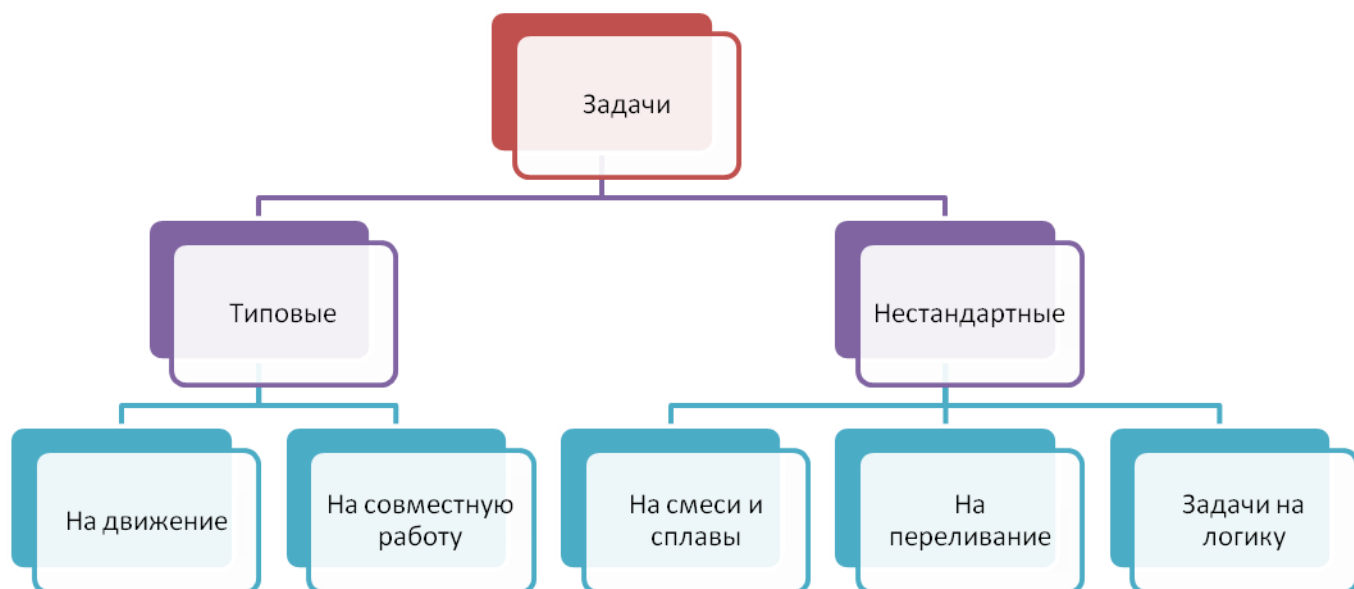 Задачи
Типовые
Нестандартные
На движение
На совместную
работу
На смеси и
сплавы
На
переливание
Задачи на
логику